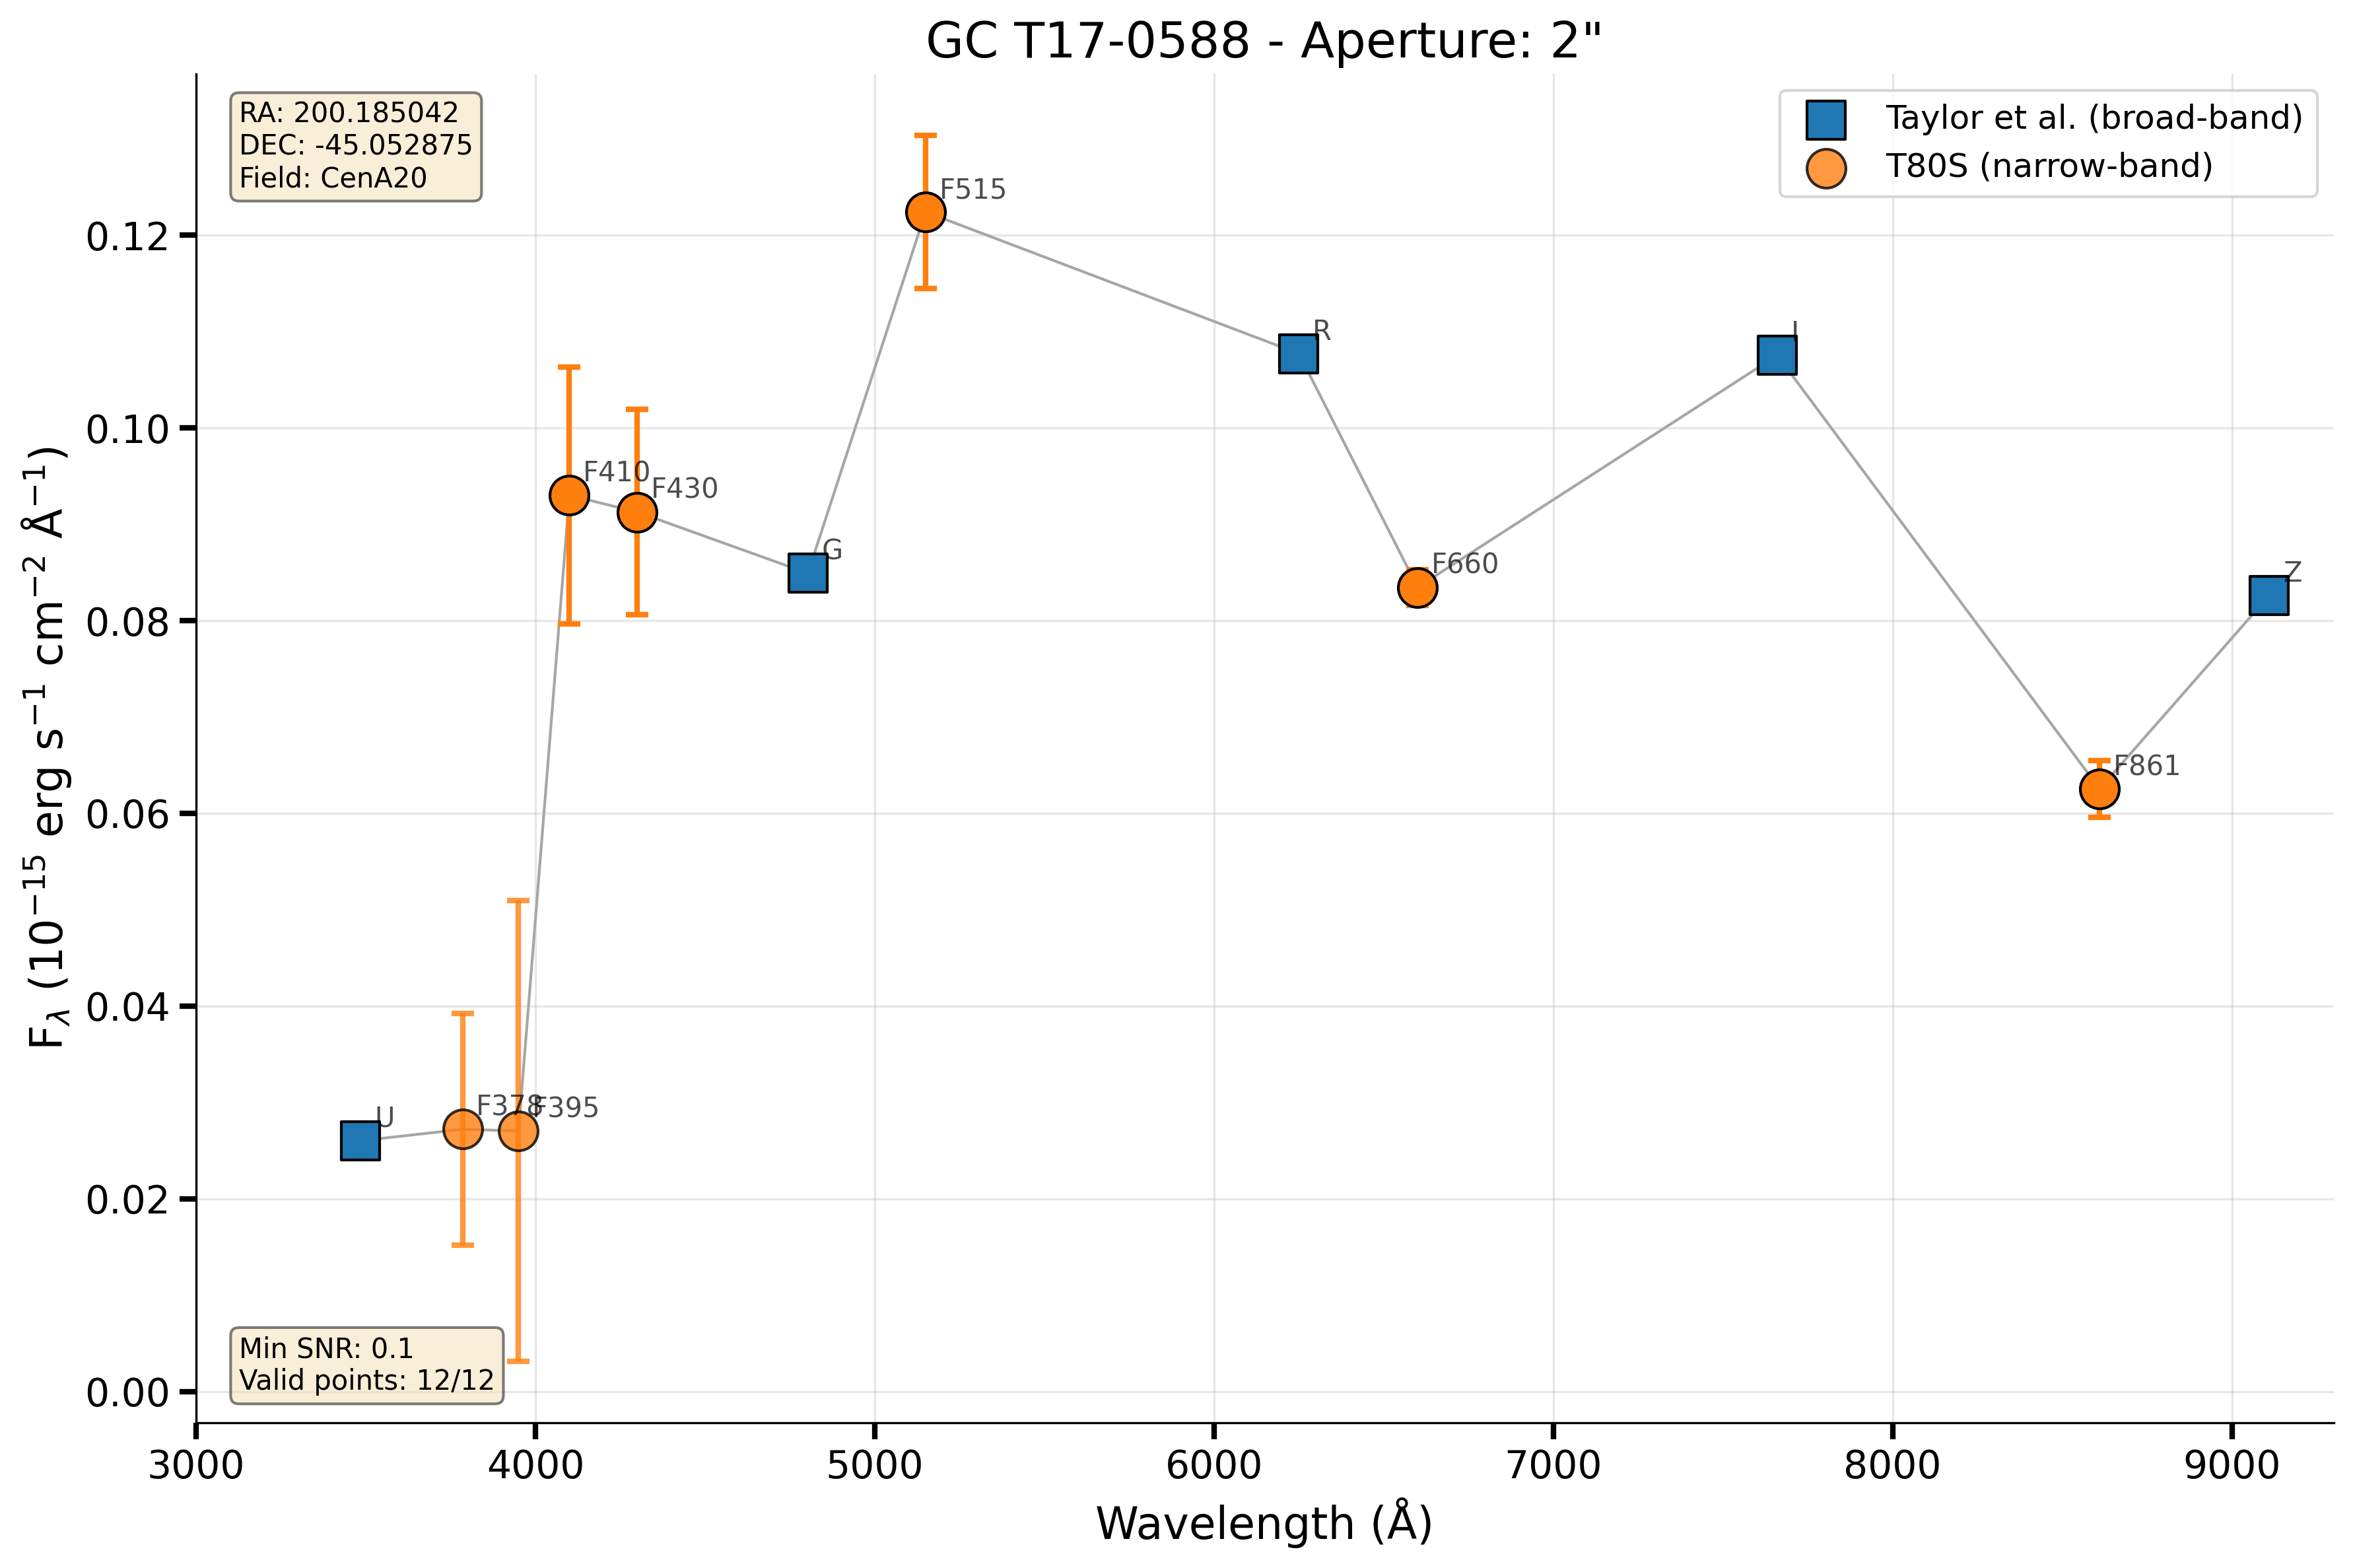 GC T17-0588 - Aperture: 2"
RA: 200.185042
DEC: -45.052875
Field: CenA20
Taylor et al. (broad-band)
T80S (narrow-band)
F515
R
I
F410
F430
G
F660
Z
F861
U
F378
F395
Min SNR: 0.1
Valid points: 12/12
0.12
0.10
0.08
0.06
0.04
0.02
0.00
F_λ (10⁻¹⁵ erg s⁻¹ cm⁻² Å⁻¹)
3000 4000 5000 6000 7000 8000 9000
Wavelength (Å)